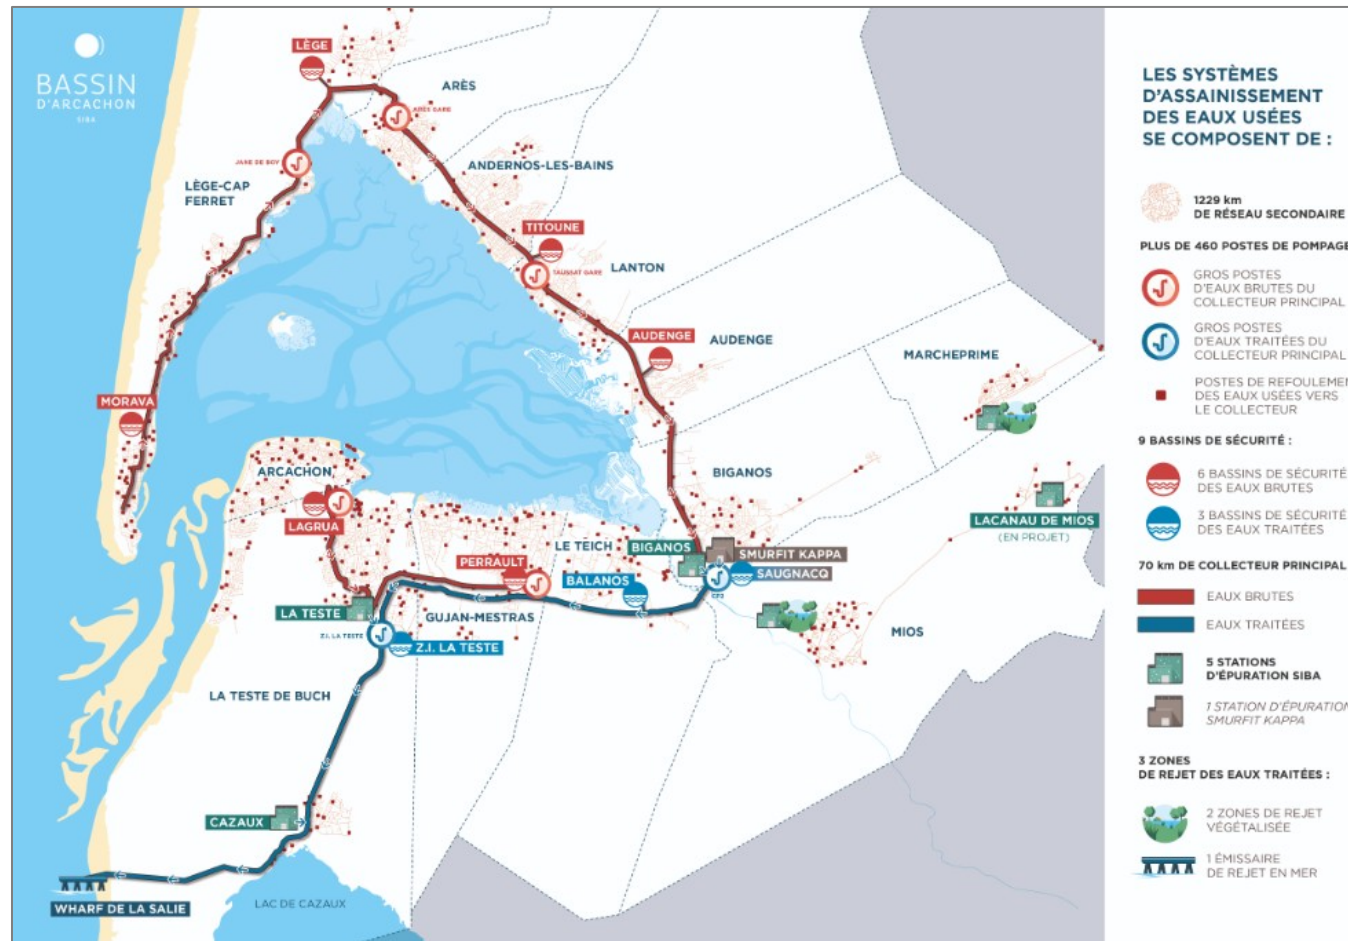 BASSIN
D'ARCACHON
SIBA
LÈGE
ARÈS
ARÈS GARE
JANE DE BOY
LÈGE-CAP
FERRET
ANDERNOS-LES-BAINS
TITOUNE
TAUSSAT GARE
LANTON
AUDENGE
AUDENGE
MARCHEPRIME
MORAVA
ARCACHON
LAGRUA
BIGANOS
LACANAU DE MIOS
(EN PROJET)
LE TEICH
BIGANOS
SMURFIT KAPPA
SAUGNACQ
PERRAULT
BALANOS
LA TESTE
GUJAN-MESTRAS
MIOS
Z.I. LA TESTE
Z.I. LA TESTE
LA TESTE DE BUCH
CAZAUX
WHARF DE LA SALIE
LAC DE CAZAUX
LES SYSTÈMES
D'ASSAINISSEMENT
DES EAUX USÉES
SE COMPOSENT DE :
1229 km
DE RÉSEAU SECONDAIRE
PLUS DE 460 POSTES DE POMPAGE
GROS POSTES
D'EAUX BRUTES DU
COLLECTEUR PRINCIPAL
GROS POSTES
D'EAUX TRAITÉES DU
COLLECTEUR PRINCIPAL
POSTES DE REFOULEMEN
DES EAUX USÉES VERS
LE COLLECTEUR
9 BASSINS DE SÉCURITÉ :
6 BASSINS DE SÉCURITÉ
DES EAUX BRUTES
3 BASSINS DE SÉCURITÉ
DES EAUX TRAITÉES
70 km DE COLLECTEUR PRINCIPAL
EAUX BRUTES
EAUX TRAITÉES
5 STATIONS
D'ÉPURATION SIBA
1 STATION D'ÉPURATION
SMURFIT KAPPA
3 ZONES
DE REJET DES EAUX TRAITÉES :
2 ZONES DE REJET
VÉGÉTALISÉE
1 ÉMISSAIRE
DE REJET EN MER